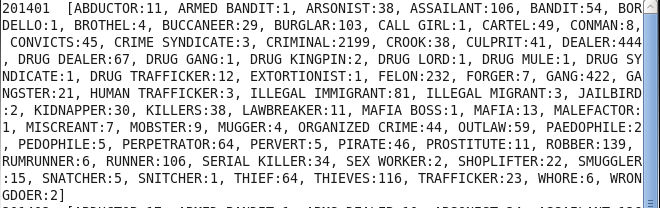 201401  [ABDUCTOR:11, ARMED BANDIT:1, ARSONIST:38, ASSAILANT:106, BANDIT:54, BOR
DELLO:1, BROTHEL:4, BUCCANEER:29, BURGLAR:103, CALL GIRL:1, CARTEL:49, CONMAN:8,
 CONVICTS:45, CRIME SYNDICATE:3, CRIMINAL:2199, CROOK:38, CULPRIT:41, DEALER:444
, DRUG DEALER:67, DRUG GANG:1, DRUG KINGPIN:2, DRUG LORD:1, DRUG MULE:1, DRUG SY
NDICATE:1, DRUG TRAFFICKER:12, EXTORTIONIST:1, FELON:232, FORGER:7, GANG:422, GA
NGSTER:21, HUMAN TRAFFICKER:3, ILLEGAL IMMIGRANT:81, ILLEGAL MIGRANT:3, JAILBIRD
:2, KIDNAPPER:30, KILLERS:38, LAWBREAKER:11, MAFIA BOSS:1, MAFIA:13, MALEFACTOR:
1, MISCREANT:7, MOBSTER:9, MUGGER:4, ORGANIZED CRIME:44, OUTLAW:59, PAEDOPHILE:2
, PEDOPHILE:5, PERPETRATOR:64, PERVERT:5, PIRATE:46, PROSTITUTE:11, ROBBER:139,
RUMRUNNER:6, RUNNER:106, SERIAL KILLER:34, SEX WORKER:2, SHOPLIFTER:22, SMUGGLER
:15, SNATCHER:5, SNITCHER:1, THIEF:64, THIEVES:116, TRAFFICKER:23, WHORE:6, WRON
GDOER:2]